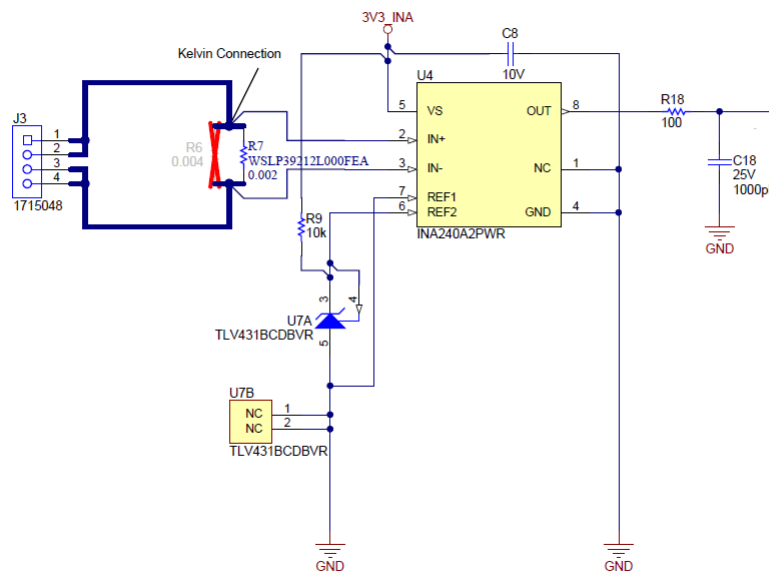 3V3_INA
C8
10V
Kelvin Connection
U4
J3
1
2
3
4
1715048
R6
0.004
R7
WSLP39212L000FEA
0.002
5
VS
OUT
8
2
IN+
3
IN-
NC
1
7
REF1
6
REF2
GND
4
INA240A2PWR
R18
100
C18
25V
1000p
GND
R9
10k
3
4
U7A
TLV431BCDBVR
5
U7B
NC
1
NC
2
TLV431BCDBVR
GND
GND